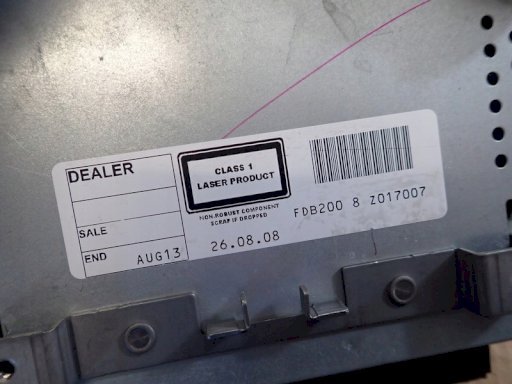 DEALER
SALE
END AUG13
CLASS 1
LASER PRODUCT
NON-ROBUST COMPONENT
SCRAP IF DROPPED
26.08.08
FDB200 8 Z017007